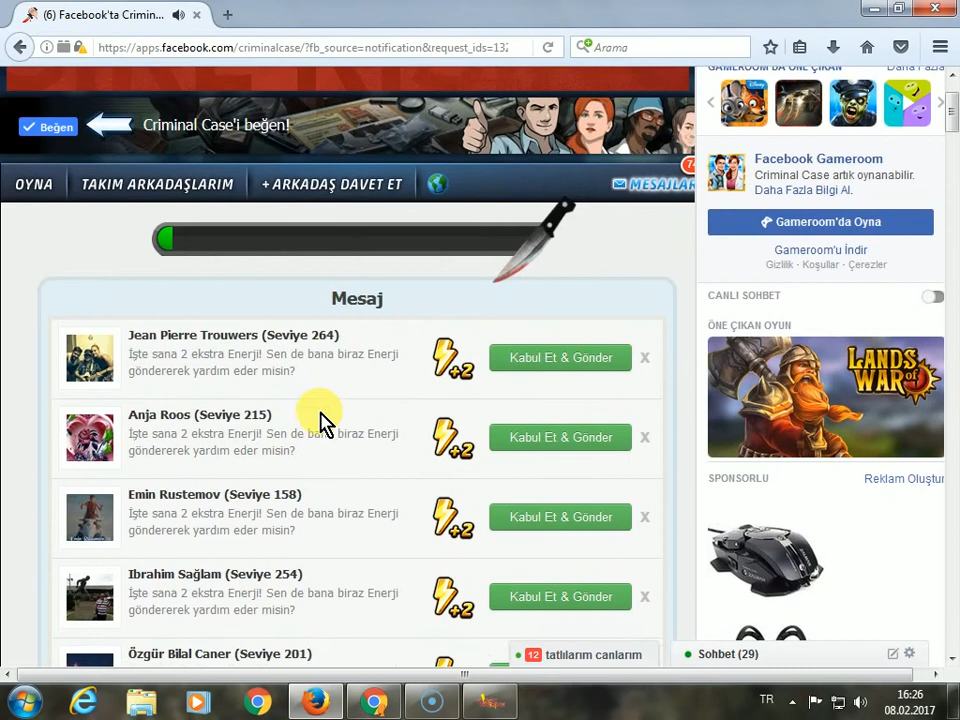 (6) Facebook'ta Crimin...
https://apps.facebook.com/criminalcase/?fb_source=notification&request_ids=132
Arama
GAMEROOM'DA ÖNE ÇIKAN
Daha Fazla
Beğen
Criminal Case'i beğen!
Disney
Facebook Gameroom
Criminal Case artık oynanabilir.
Daha Fazla Bilgi Al.
OYNA
TAKIM ARKADAŞLARIM
+ ARKADAŞ DAVET ET
MESAJLAR
Gameroom'da Oyna
Gameroom'u İndir
Gizlilik · Koşullar · Çerezler
CANLI SOHBET
Mesaj
ÖNE ÇIKAN OYUN
Jean Pierre Trouwers (Seviye 264)
İşte sana 2 ekstra Enerji! Sen de bana biraz Enerji
göndererek yardım eder misin?
+2
Kabul Et & Gönder
X
LANDS
OF WAR
Anja Roos (Seviye 215)
İşte sana 2 ekstra Enerji! Sen de bana biraz Enerji
göndererek yardım eder misin?
+2
Kabul Et & Gönder
X
SPONSORLU
Reklam Oluştur
Emin Rustemov (Seviye 158)
İşte sana 2 ekstra Enerji! Sen de bana biraz Enerji
göndererek yardım eder misin?
+2
Kabul Et & Gönder
X
Ibrahim Sağlam (Seviye 254)
İşte sana 2 ekstra Enerji! Sen de bana biraz Enerji
göndererek yardım eder misin?
+2
Kabul Et & Gönder
X
Özgür Bilal Caner (Seviye 201)
12 tatlılarım canlarım
Sohbet (29)
TR
16:26
08.02.2017